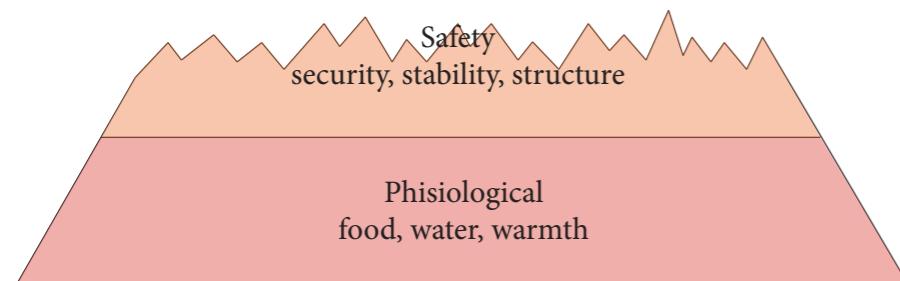 Safety
security, stability, structure
Phisiological
food, water, warmth